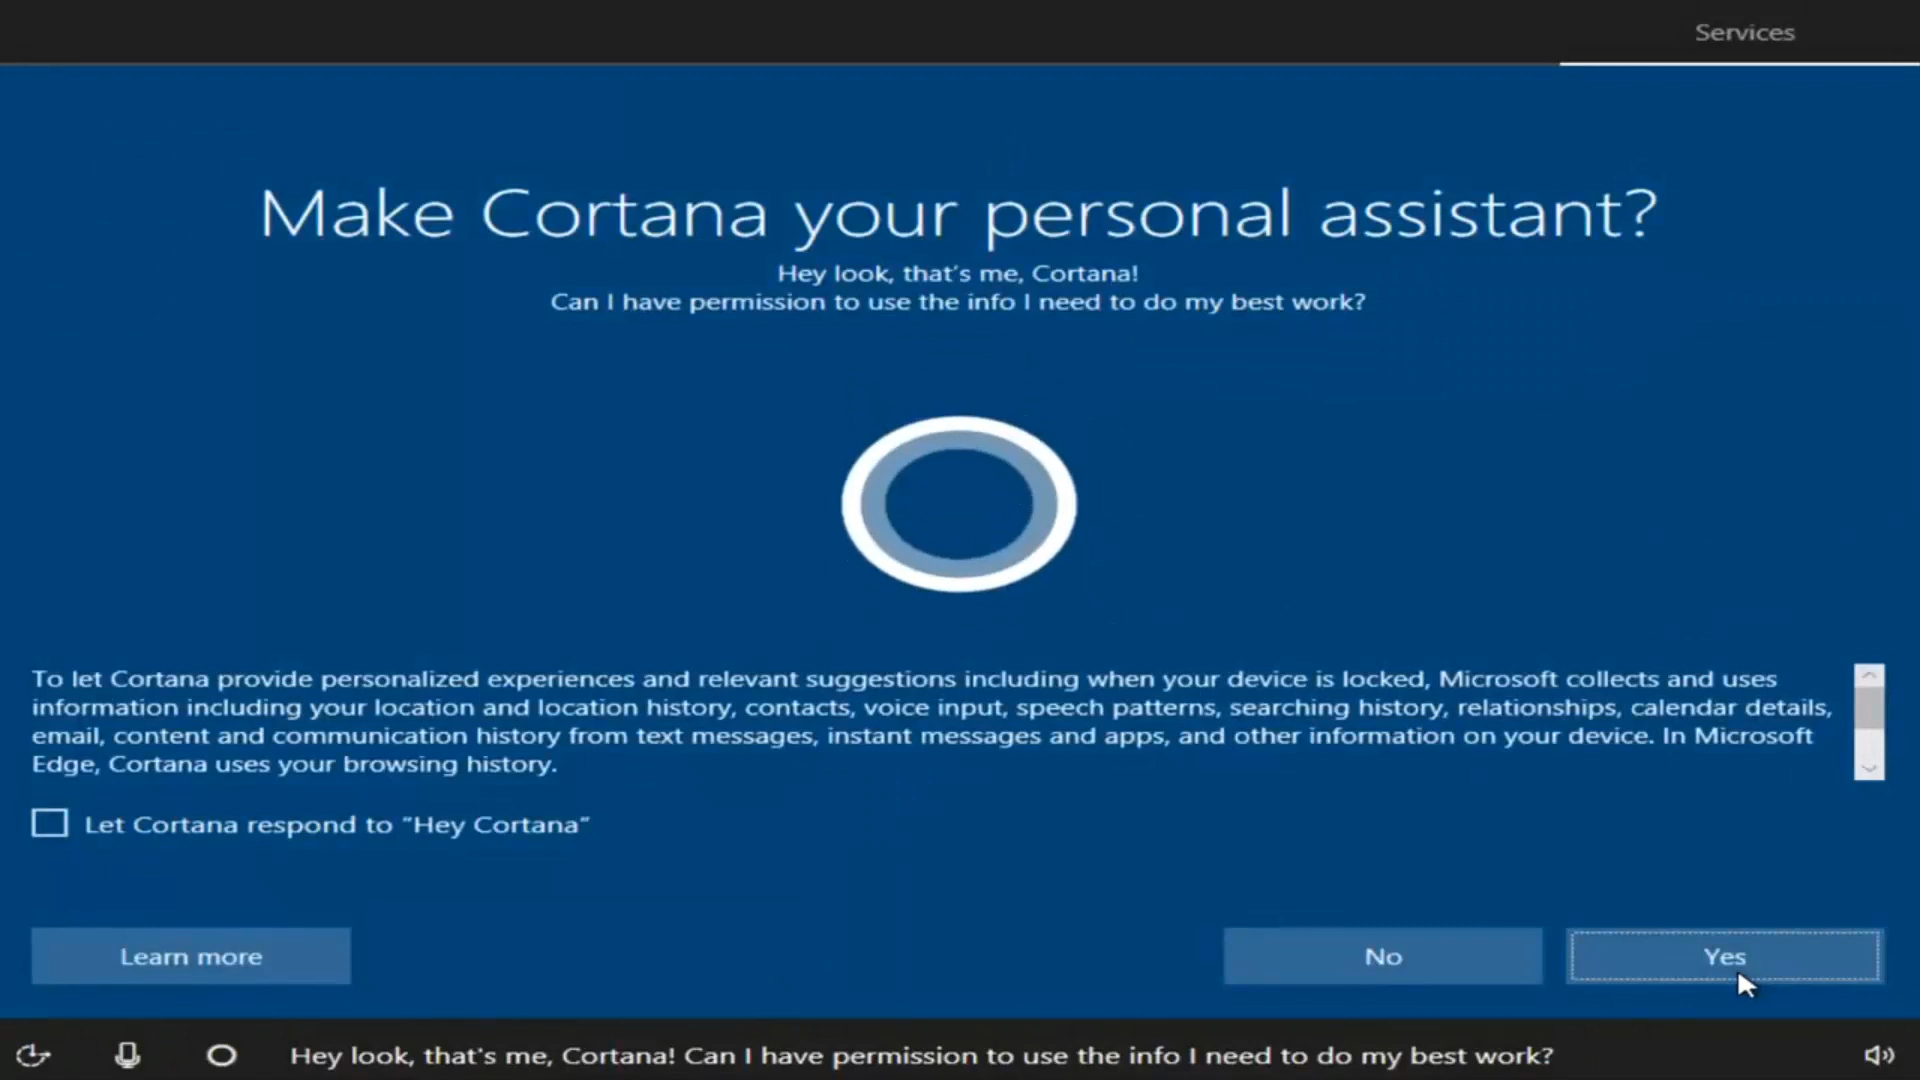 Services
Make Cortana your personal assistant?
Hey look, that's me, Cortana!
Can I have permission to use the info I need to do my best work?
To let Cortana provide personalized experiences and relevant suggestions including when your device is locked, Microsoft collects and uses
information including your location and location history, contacts, voice input, speech patterns, searching history, relationships, calendar details,
email, content and communication history from text messages, instant messages and apps, and other information on your device. In Microsoft
Edge, Cortana uses your browsing history.
Let Cortana respond to "Hey Cortana"
Learn more
No
Yes
Hey look, that's me, Cortana! Can I have permission to use the info I need to do my best work?